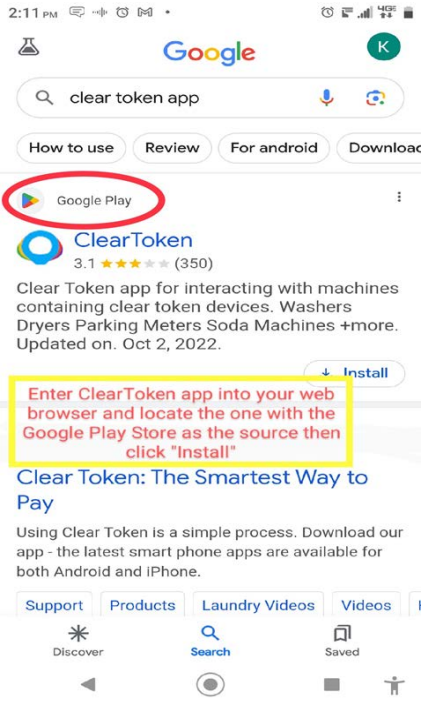 2:11 PM
4GE
K
Google
clear token app
How to use
Review
For android
Downloac
Google Play
ClearToken
3.1 ★★★★★ (350)
Clear Token app for interacting with machines
containing clear token devices. Washers
Dryers Parking Meters Soda Machines +more.
Updated on. Oct 2, 2022.
Install
Enter ClearToken app into your web
browser and locate the one with the
Google Play Store as the source then
click "Install"
Clear Token: The Smartest Way to
Pay
Using Clear Token is a simple process. Download our
app - the latest smart phone apps are available for
both Android and iPhone.
Support
Products
Laundry Videos
Videos
Discover
Search
Saved